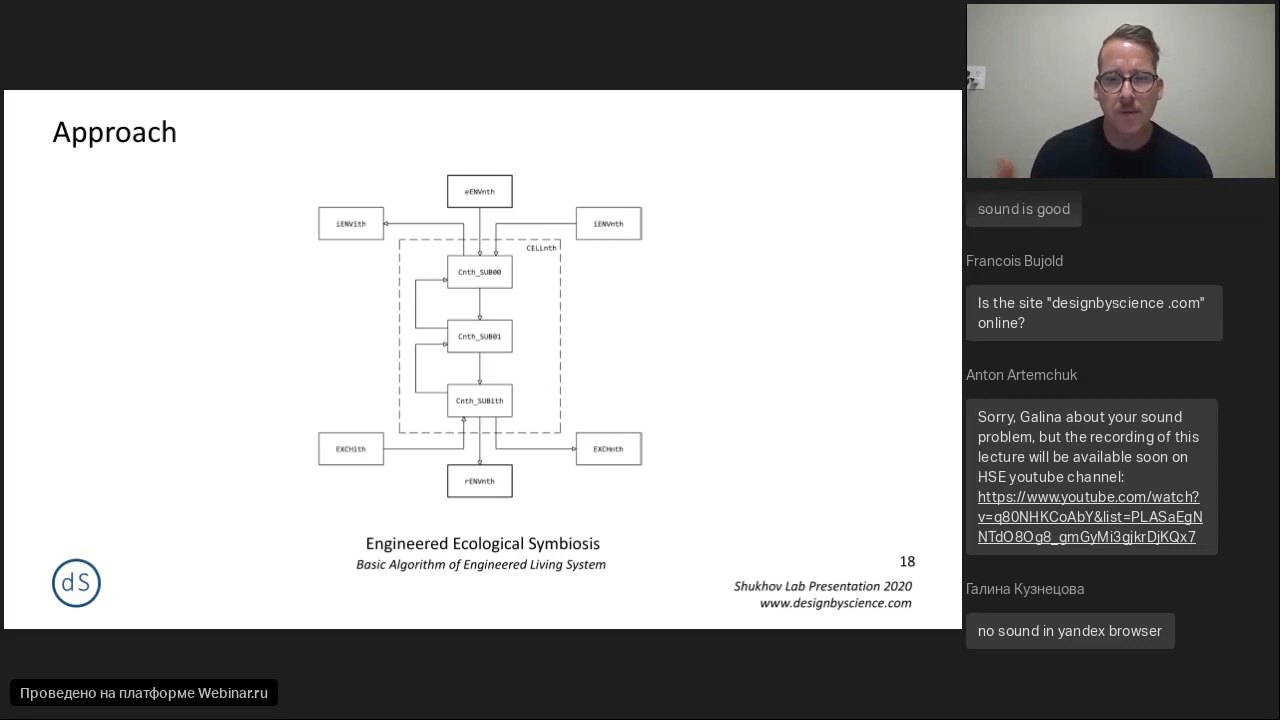 Approach
eENVnth
iENVith
iENVnth
CELLnth
Cnth_SUB00
Cnth_SUB01
Cnth_SUBith
EXCHith
EXCHnth
rENVnth
Engineered Ecological Symbiosis
Basic Algorithm of Engineered Living System
18
Shukhov Lab Presentation 2020
www.designbyscience.com
dS
Проведено на платформе Webinar.ru
sound is good
Francois Bujold
Is the site "designbyscience .com"
online?
Anton Artemchuk
Sorry, Galina about your sound
problem, but the recording of this
lecture will be available soon on
HSE youtube channel:
https://www.youtube.com/watch?
v=q80NHKCoAbY&list=PLASaEgN
NTdO8Og8_gmGyMi3gjkrDjKQx7
Галина Кузнецова
no sound in yandex browser